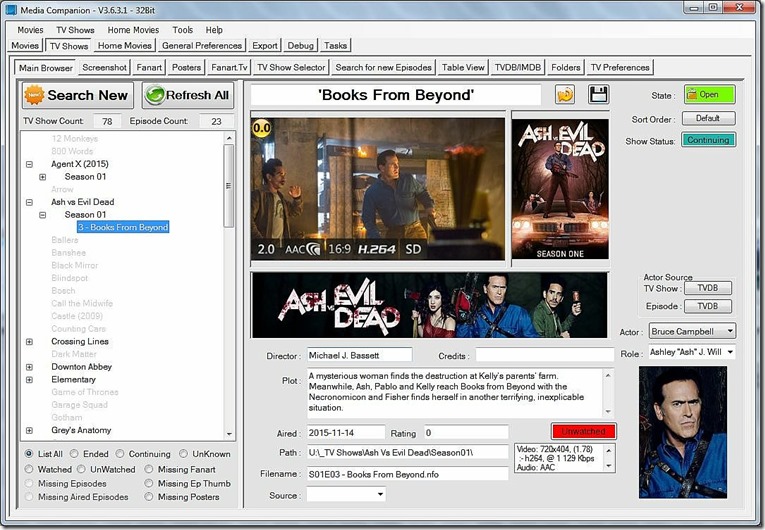 Media Companion - V3.6.3.1 - 32Bit
Movies TV Shows Home Movies Tools Help
Movies TV Shows Home Movies General Preferences Export Debug Tasks
Main Browser Screenshot Fanart Posters Fanart.Tv TV Show Selector Search for new Episodes Table View TVDB/IMDB Folders TV Preferences
Search New Refresh All
TV Show Count: 78 Episode Count: 23
12 Monkeys
800 Words
Agent X (2015)
Season 01
Arrow
Ash vs Evil Dead
Season 01
3 - Books From Beyond
Ballers
Banshee
Black Mirror
Blindspot
Bosch
Call the Midwife
Castle (2009)
Counting Cars
Crossing Lines
Dark Matter
Downton Abbey
Elementary
Game of Thrones
Garage Squad
Gotham
Grey's Anatomy
List All Ended Continuing UnKnown
Watched UnWatched Missing Fanart
Missing Episodes Missing Ep Thumb
Missing Aired Episodes Missing Posters
'Books From Beyond'
0.0
2.0 AAC 16:9 H.264 SD
ASH vs EVIL DEAD
SEASON ONE
ASH vs EVIL DEAD
Director : Michael J. Bassett Credits :
Plot : A mysterious woman finds the destruction at Kelly's parents' farm.
Meanwhile, Ash, Pablo and Kelly reach Books from Beyond with the
Necronomicon and Fisher finds herself in another terrifying, inexplicable
situation.
Aired : 2015-11-14 Rating 0 Unwatched
Path : U:\_TV Shows\Ash Vs Evil Dead\Season01\
Filename : S01E03 - Books From Beyond.nfo
Source :
Video: 720x404, (1.78)
:- h264, @ 1 129 Kbps
Audio: AAC
State : Open
Sort Order : Default
Show Status: Continuing
Actor Source
TV Show : TVDB
Episode : TVDB
Actor : Bruce Campbell
Role : Ashley "Ash" J. Will